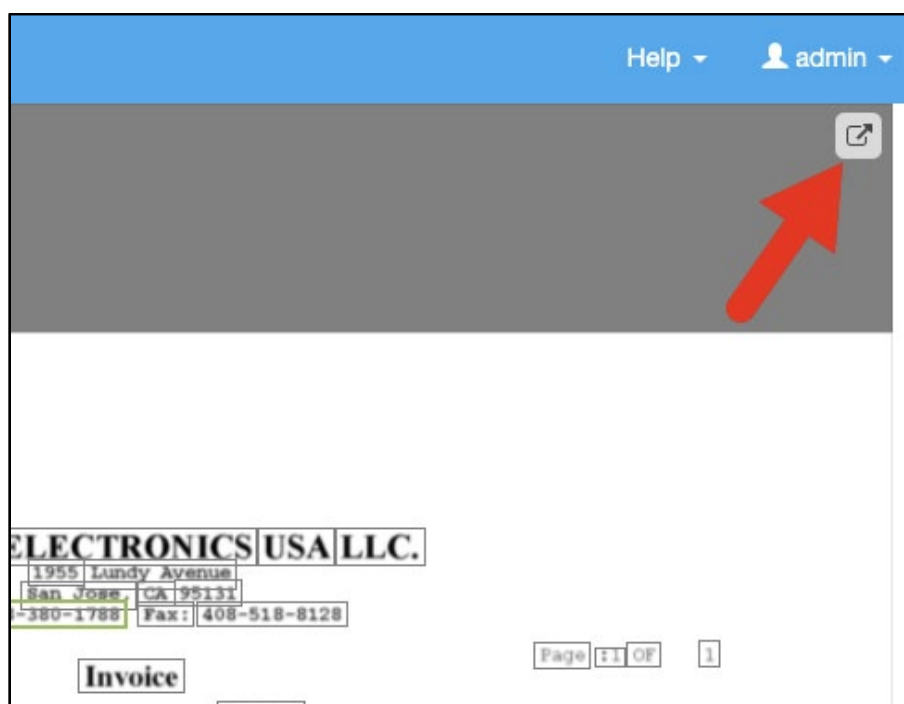 Help admin
ELECTRONICS USA LLC.
1955 Lundy Avenue
San Jose, CA 95131
-380-1788 Fax: 408-518-8128
Page :1 OF 1
Invoice